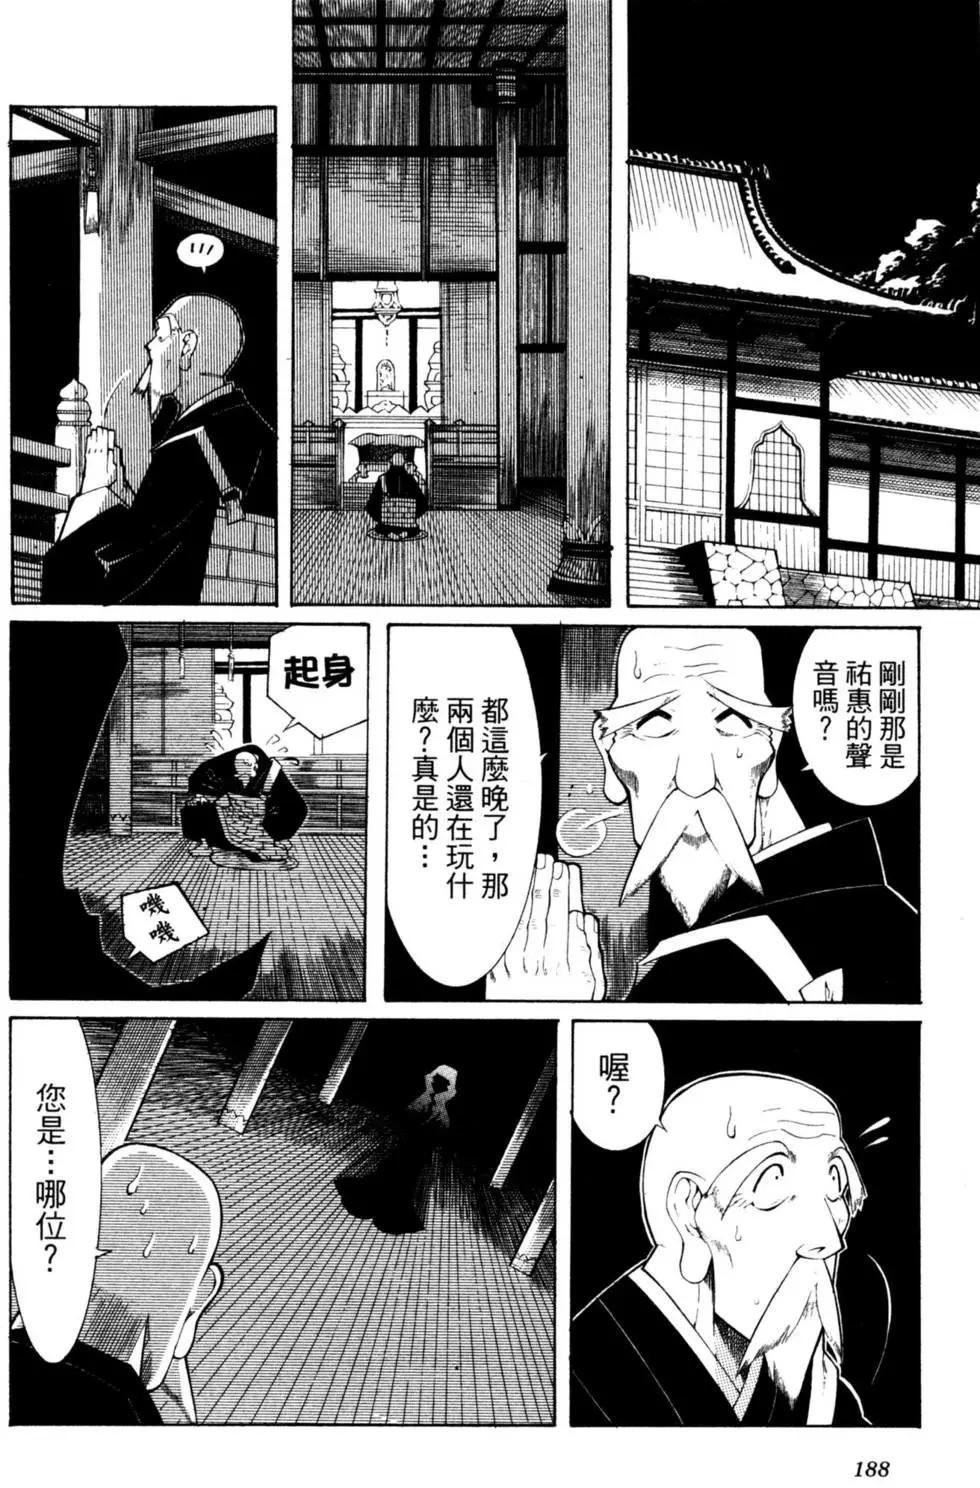 剛剛那是
祐惠的聲
音嗎?
都這麼晚了，那
兩個人還在玩什
麼?真是的…
起身
嘰
嘰
喔?
您是…哪位?
188